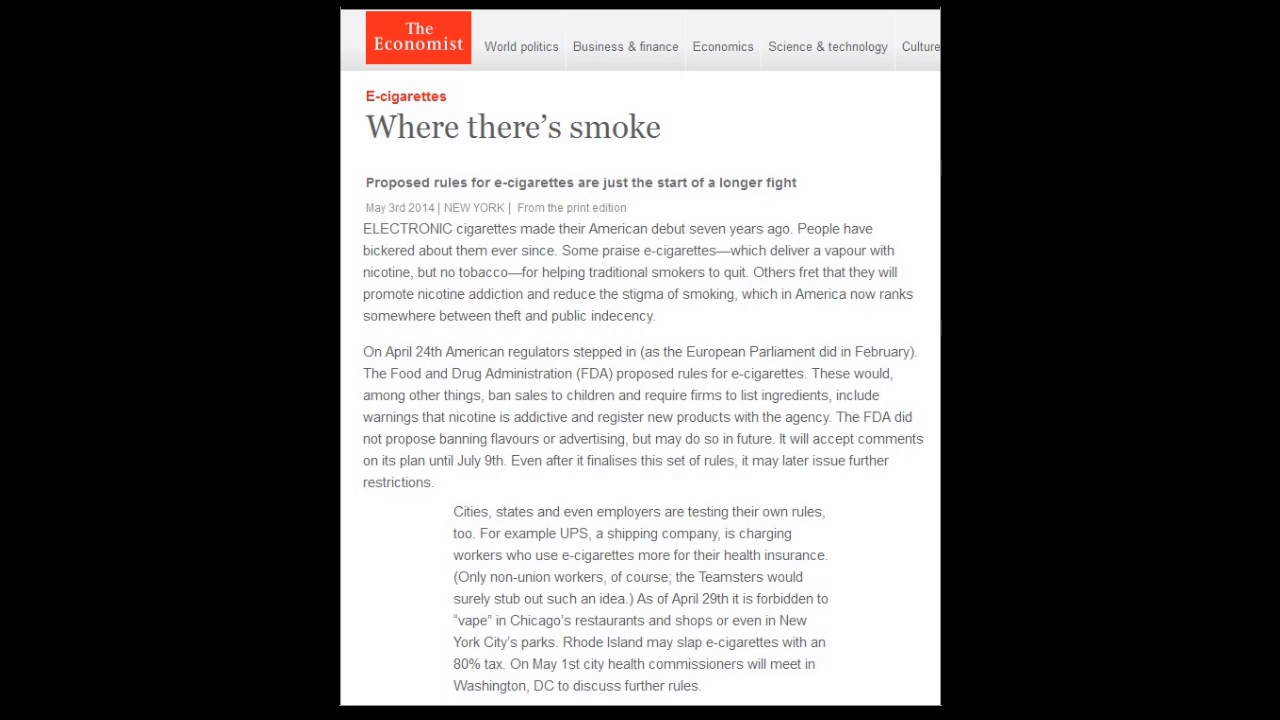 The
Economist
World politics
Business & finance
Economics
Science & technology
Culture
E-cigarettes
Where there’s smoke
Proposed rules for e-cigarettes are just the start of a longer fight
May 3rd 2014 | NEW YORK | From the print edition
ELECTRONIC cigarettes made their American debut seven years ago. People have
bickered about them ever since. Some praise e-cigarettes—which deliver a vapour with
nicotine, but no tobacco—for helping traditional smokers to quit. Others fret that they will
promote nicotine addiction and reduce the stigma of smoking, which in America now ranks
somewhere between theft and public indecency.
On April 24th American regulators stepped in (as the European Parliament did in February).
The Food and Drug Administration (FDA) proposed rules for e-cigarettes. These would,
among other things, ban sales to children and require firms to list ingredients, include
warnings that nicotine is addictive and register new products with the agency. The FDA did
not propose banning flavours or advertising, but may do so in future. It will accept comments
on its plan until July 9th. Even after it finalises this set of rules, it may later issue further
restrictions.
Cities, states and even employers are testing their own rules,
too. For example UPS, a shipping company, is charging
workers who use e-cigarettes more for their health insurance.
(Only non-union workers, of course; the Teamsters would
surely stub out such an idea.) As of April 29th it is forbidden to
“vape” in Chicago’s restaurants and shops or even in New
York City’s parks. Rhode Island may slap e-cigarettes with an
80% tax. On May 1st city health commissioners will meet in
Washington, DC to discuss further rules.